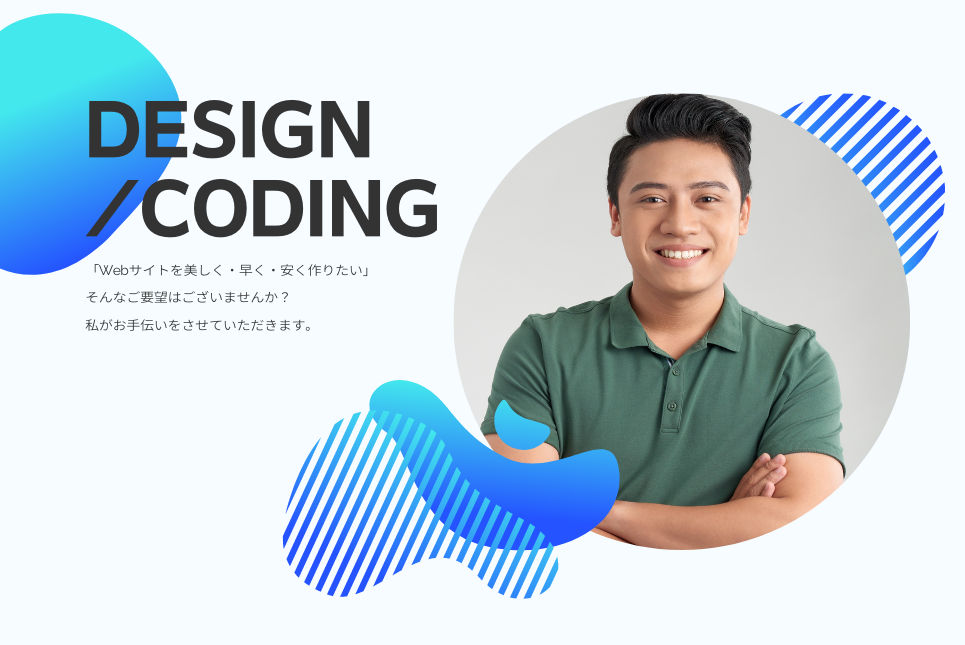 DESIGN
/CODING
「Webサイトを美しく・早く・安く作りたい」
そんなご要望はございませんか？
私がお手伝いをさせていただきます。